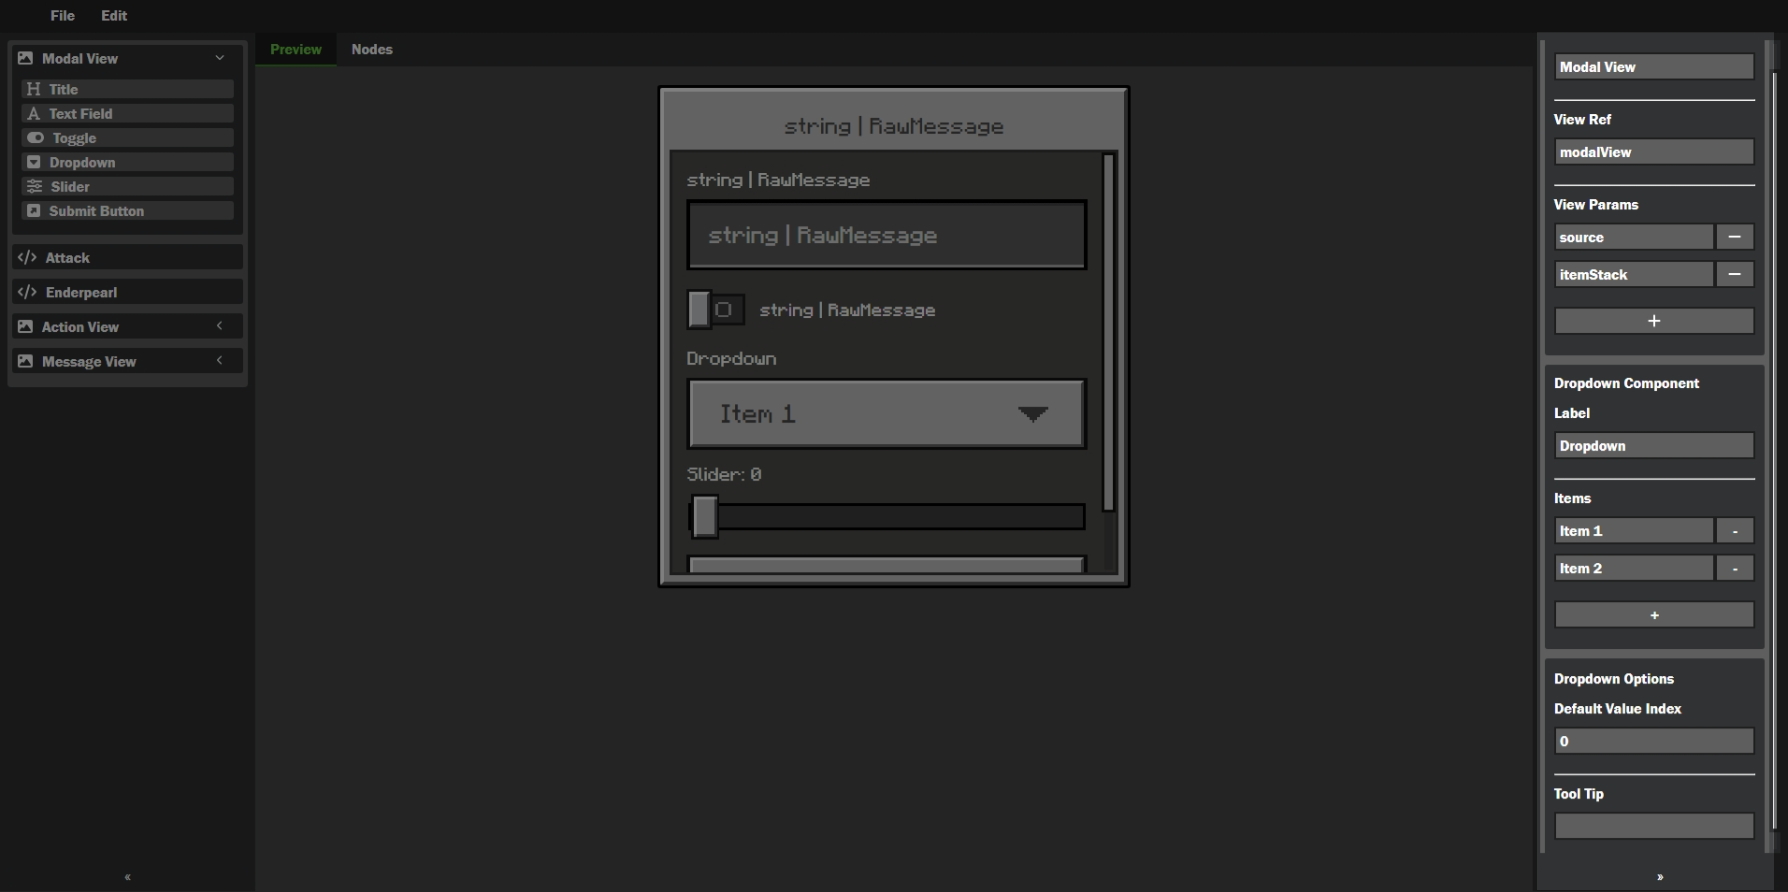 File Edit
Modal View
Title
Text Field
Toggle
Dropdown
Slider
Submit Button
Attack
Enderpearl
Action View
Message View
«
Preview Nodes
string | RawMessage
string | RawMessage
string | RawMessage
string | RawMessage
Dropdown
Item 1
Slider: 0
Modal View
View Ref
modalView
View Params
source −
itemStack −
+
Dropdown Component
Label
Dropdown
Items
Item 1 -
Item 2 -
+
Dropdown Options
Default Value Index
0
Tool Tip
»